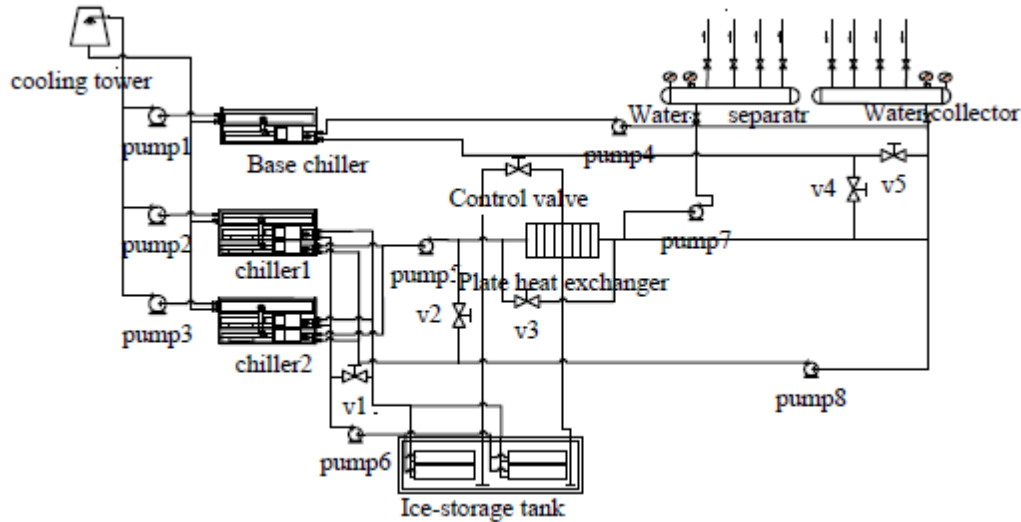 cooling tower
Water separatr Water collector
pump1
Base chiller
pump4
v4 v5
Control valve
pump2
chiller1
pump5
pump7
Plate heat exchanger
v2
v3
pump3
chiller2
v1
pump8
pump6
Ice-storage tank